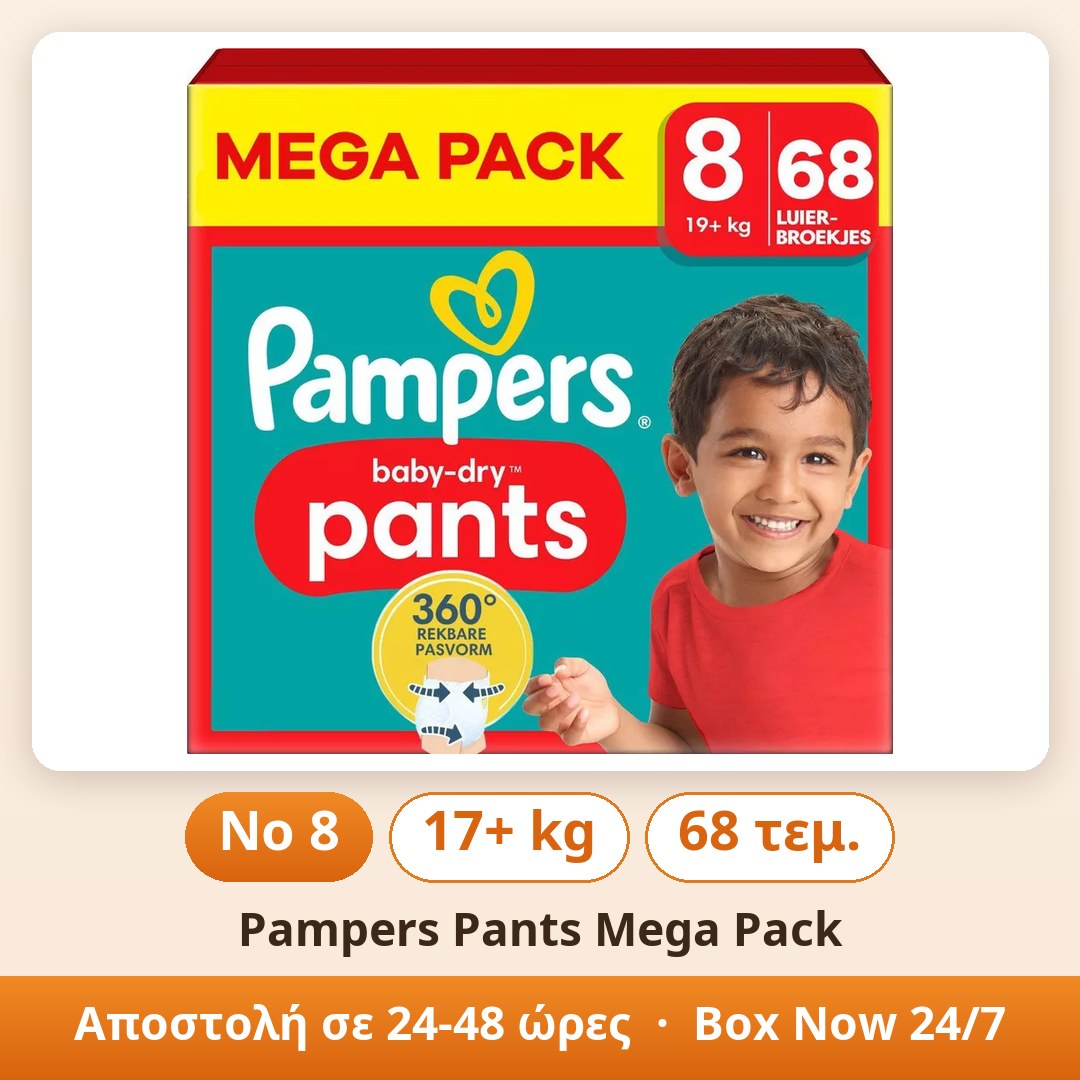 MEGA PACK
8
19+ kg
68
LUIER-
BROEKJES
Pampers®
baby-dry™
pants
360°
REKBARE
PASVORM
No 8
17+ kg
68 τεμ.
Pampers Pants Mega Pack
Αποστολή σε 24-48 ώρες · Box Now 24/7